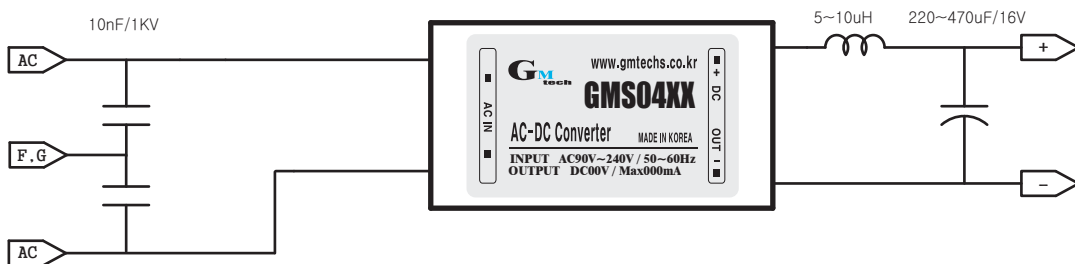 10nF/1KV
5~10uH
220~470uF/16V
AC
F.G
AC
GM tech
www.gmtechs.co.kr
GMS04XX
AC-DC Converter
MADE IN KOREA
INPUT AC90V~240V / 50~60Hz
OUTPUT DC00V / Max000mA
AC IN
+ DC OUT -
+
-